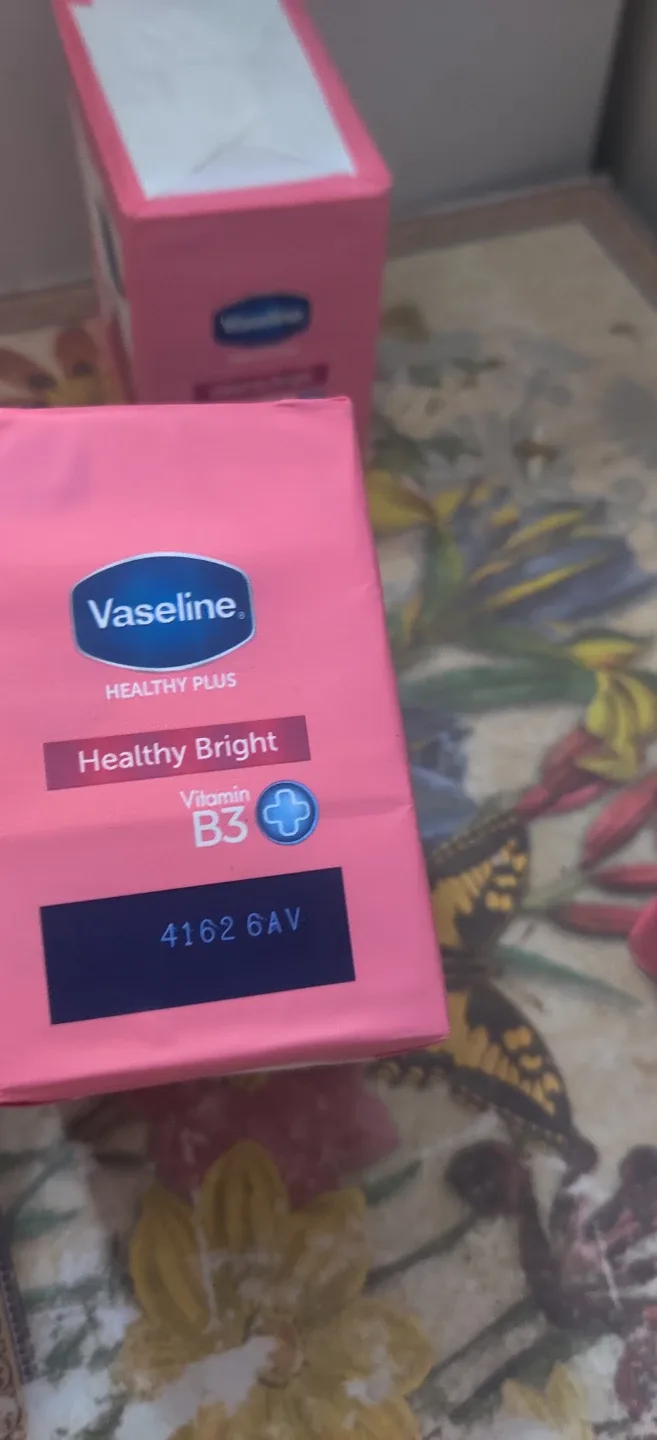 Vaseline
Vaseline®
HEALTHY PLUS
Healthy Bright
Vitamin
B3
4162 6AV